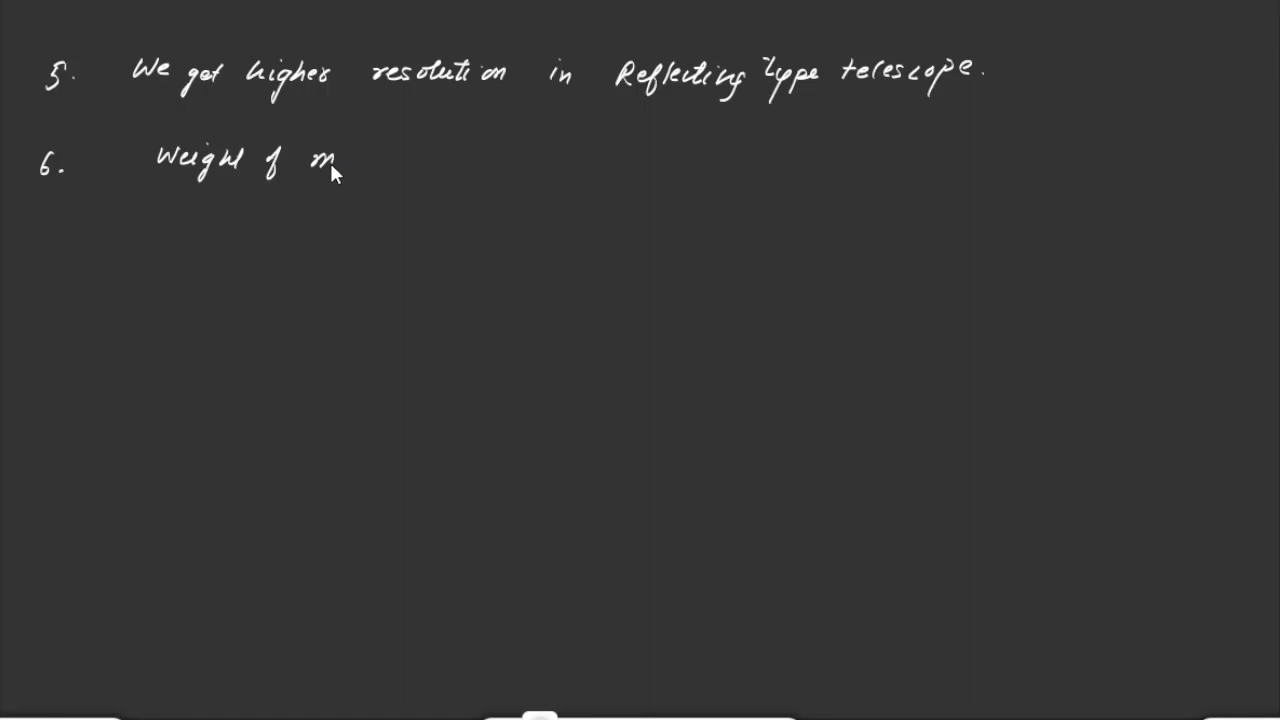 5. We get higher resolution in Reflecting type telescope.
6. Weight of m